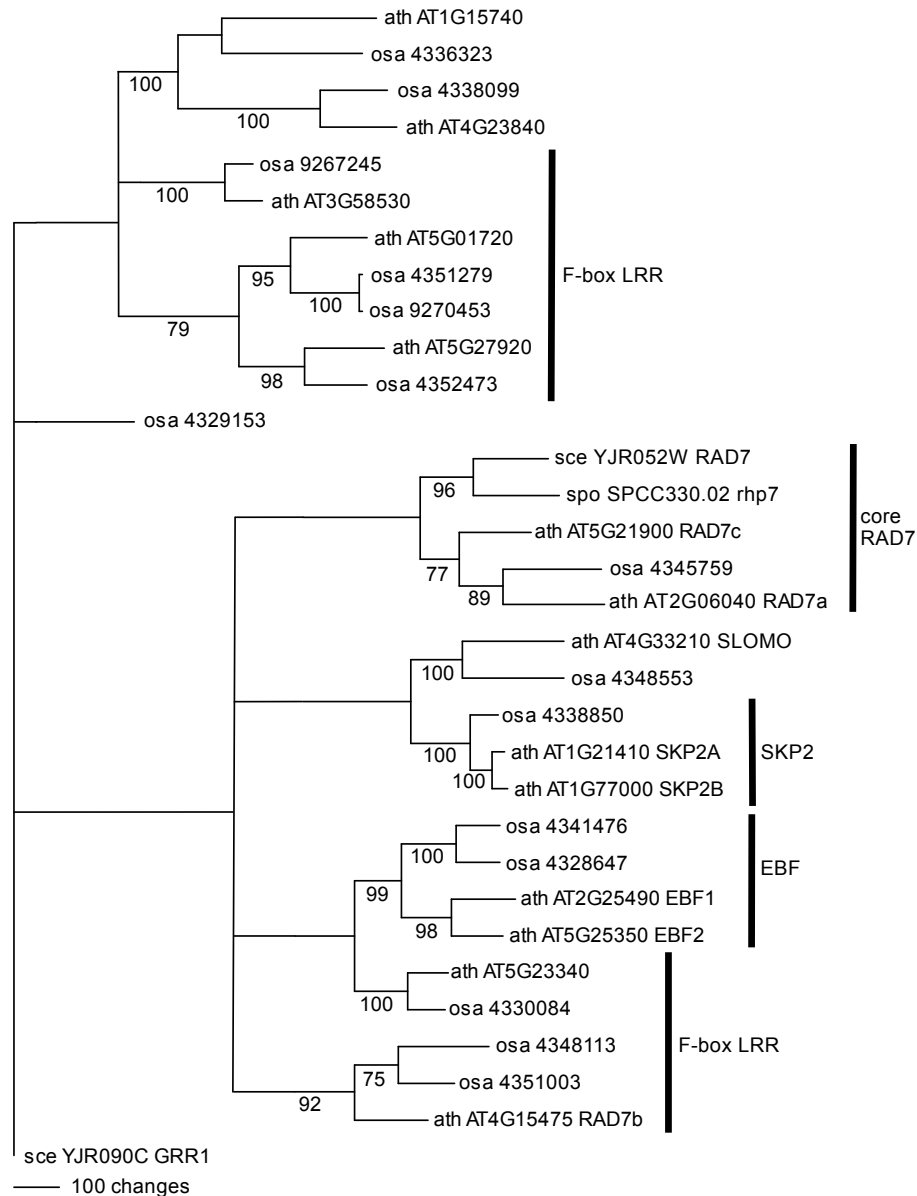 ath AT1G15740
osa 4336323
100
osa 4338099
100
ath AT4G23840
osa 9267245
100
ath AT3G58530
ath AT5G01720
95
osa 4351279
F-box LRR
100
osa 9270453
79
ath AT5G27920
98
osa 4352473
osa 4329153
sce YJR052W RAD7
96
spo SPCC330.02 rhp7
core
RAD7
ath AT5G21900 RAD7c
77
osa 4345759
89
ath AT2G06040 RAD7a
ath AT4G33210 SLOMO
100
osa 4348553
osa 4338850
100
ath AT1G21410 SKP2A
SKP2
100
ath AT1G77000 SKP2B
osa 4341476
100
osa 4328647
EBF
99
ath AT2G25490 EBF1
98
ath AT5G25350 EBF2
ath AT5G23340
100
osa 4330084
osa 4348113
F-box LRR
75
osa 4351003
92
ath AT4G15475 RAD7b
sce YJR090C GRR1
100 changes